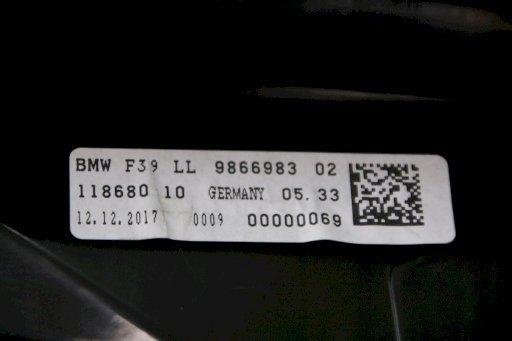 BMW F39 LL 9866983 02
118680 10 GERMANY 05.33
12.12.2017 0009 00000069